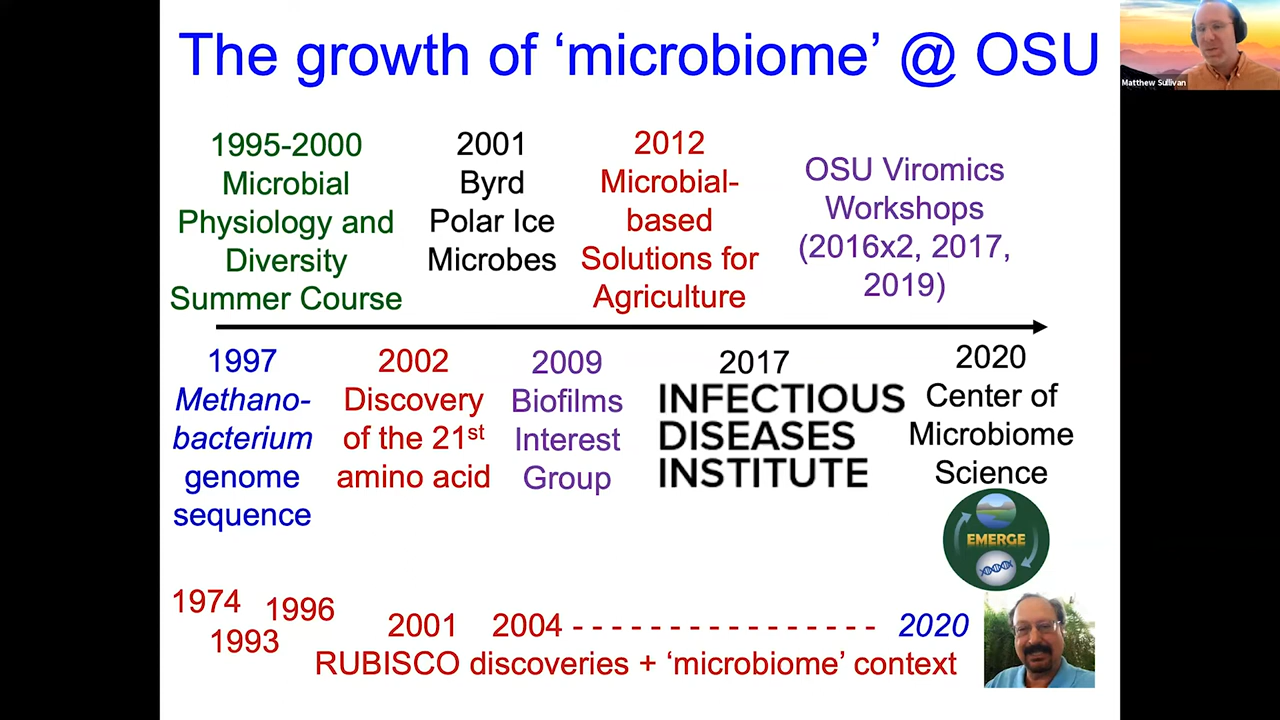 The growth of ‘microbiome’ @ OSU
Matthew Sullivan
1995-2000
Microbial
Physiology and
Diversity
Summer Course
2001
Byrd
Polar Ice
Microbes
2012
Microbial-
based
Solutions for
Agriculture
OSU Viromics
Workshops
(2016x2, 2017,
2019)
1997
Methano-
bacterium
genome
sequence
2002
Discovery
of the 21st
amino acid
2009
Biofilms
Interest
Group
2017
INFECTIOUS
DISEASES
INSTITUTE
2020
Center of
Microbiome
Science
EMERGE
1974
1996
1993
2001 2004 - - - - - - - - - - - - - - - - 2020
RUBISCO discoveries + ‘microbiome’ context